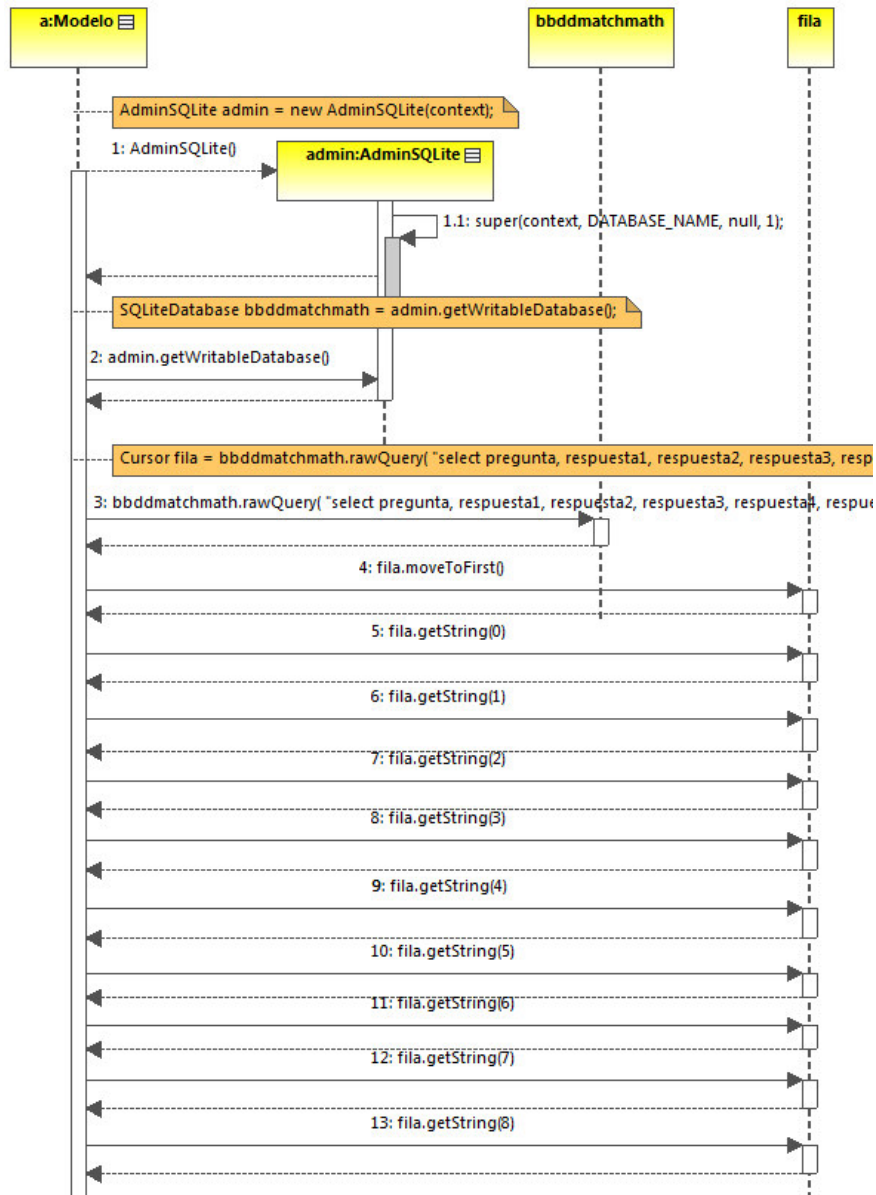 a:Modelo
bbddmatchmath
fila
AdminSQLite admin = new AdminSQLite(context);
1: AdminSQLite()
admin:AdminSQLite
1.1: super(context, DATABASE_NAME, null, 1);
SQLiteDatabase bbddmatchmath = admin.getWritableDatabase();
2: admin.getWritableDatabase()
Cursor fila = bbddmatchmath.rawQuery( "select pregunta, respuesta1, respuesta2, respuesta3, resp
3: bbddmatchmath.rawQuery( "select pregunta, respuesta1, respuesta2, respuesta3, respuesta4, respue
4: fila.moveToFirst()
5: fila.getString(0)
6: fila.getString(1)
7: fila.getString(2)
8: fila.getString(3)
9: fila.getString(4)
10: fila.getString(5)
11: fila.getString(6)
12: fila.getString(7)
13: fila.getString(8)